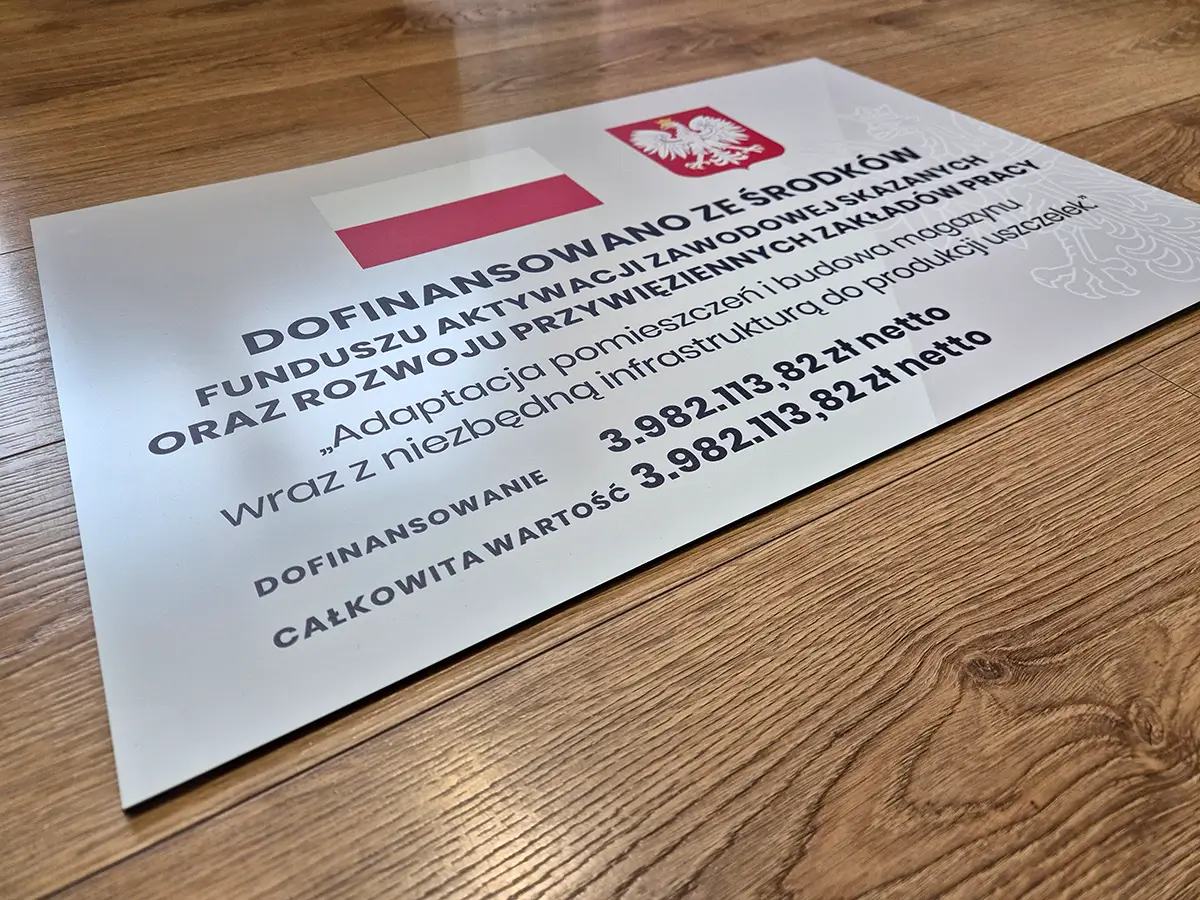 DOFINANSOWANO ZE ŚRODKÓW
FUNDUSZU AKTYWACJI ZAWODOWEJ SKAZANYCH
ORAZ ROZWOJU PRZYWIĘZIENNYCH ZAKŁADÓW PRACY
„Adaptacja pomieszczeń i budowa magazynu
wraz z niezbędną infrastrukturą do produkcji uszczelek”.
DOFINANSOWANIE 3.982.113,82 zł netto
CAŁKOWITA WARTOŚĆ 3.982.113,82 zł netto